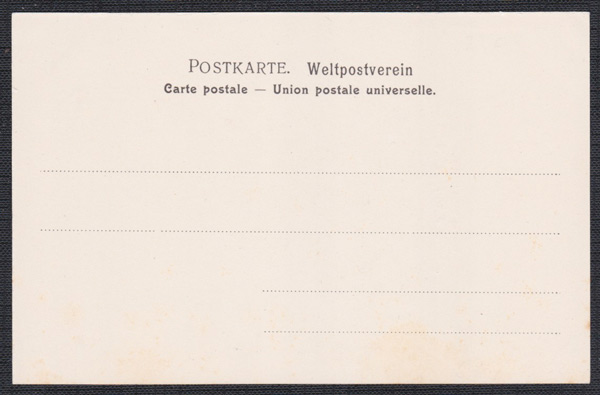 POSTKARTE. Weltpostverein
Carte postale — Union postale universelle.